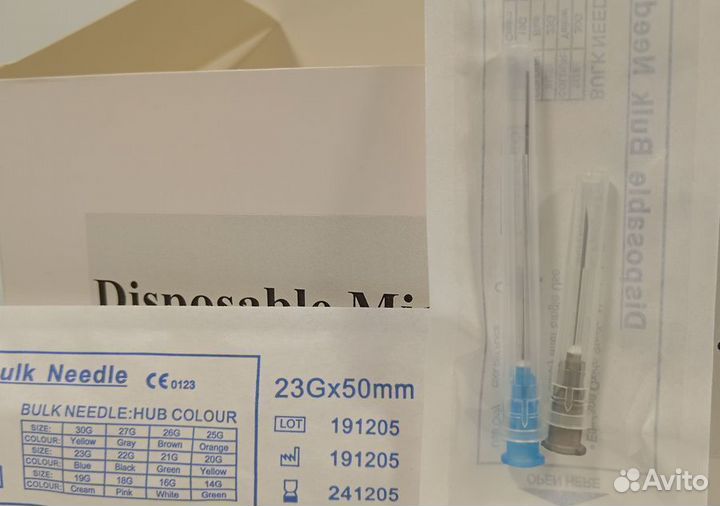 Disposable Mi
ulk Needle CE 0123
BULK NEEDLE:HUB COLOUR
SIZE: 30G 27G 26G 25G
COLOUR: Yellow Gray Brown Orange
SIZE: 23G 22G 21G 20G
COLOUR: Blue Black Green Yellow
SIZE: 19G 18G 16G 14G
COLOUR: Cream Pink White Green
23Gx50mm
LOT 191205
191205
241205
Disposable Bulk Need
BULK NEED
OPEN HERE
Avito